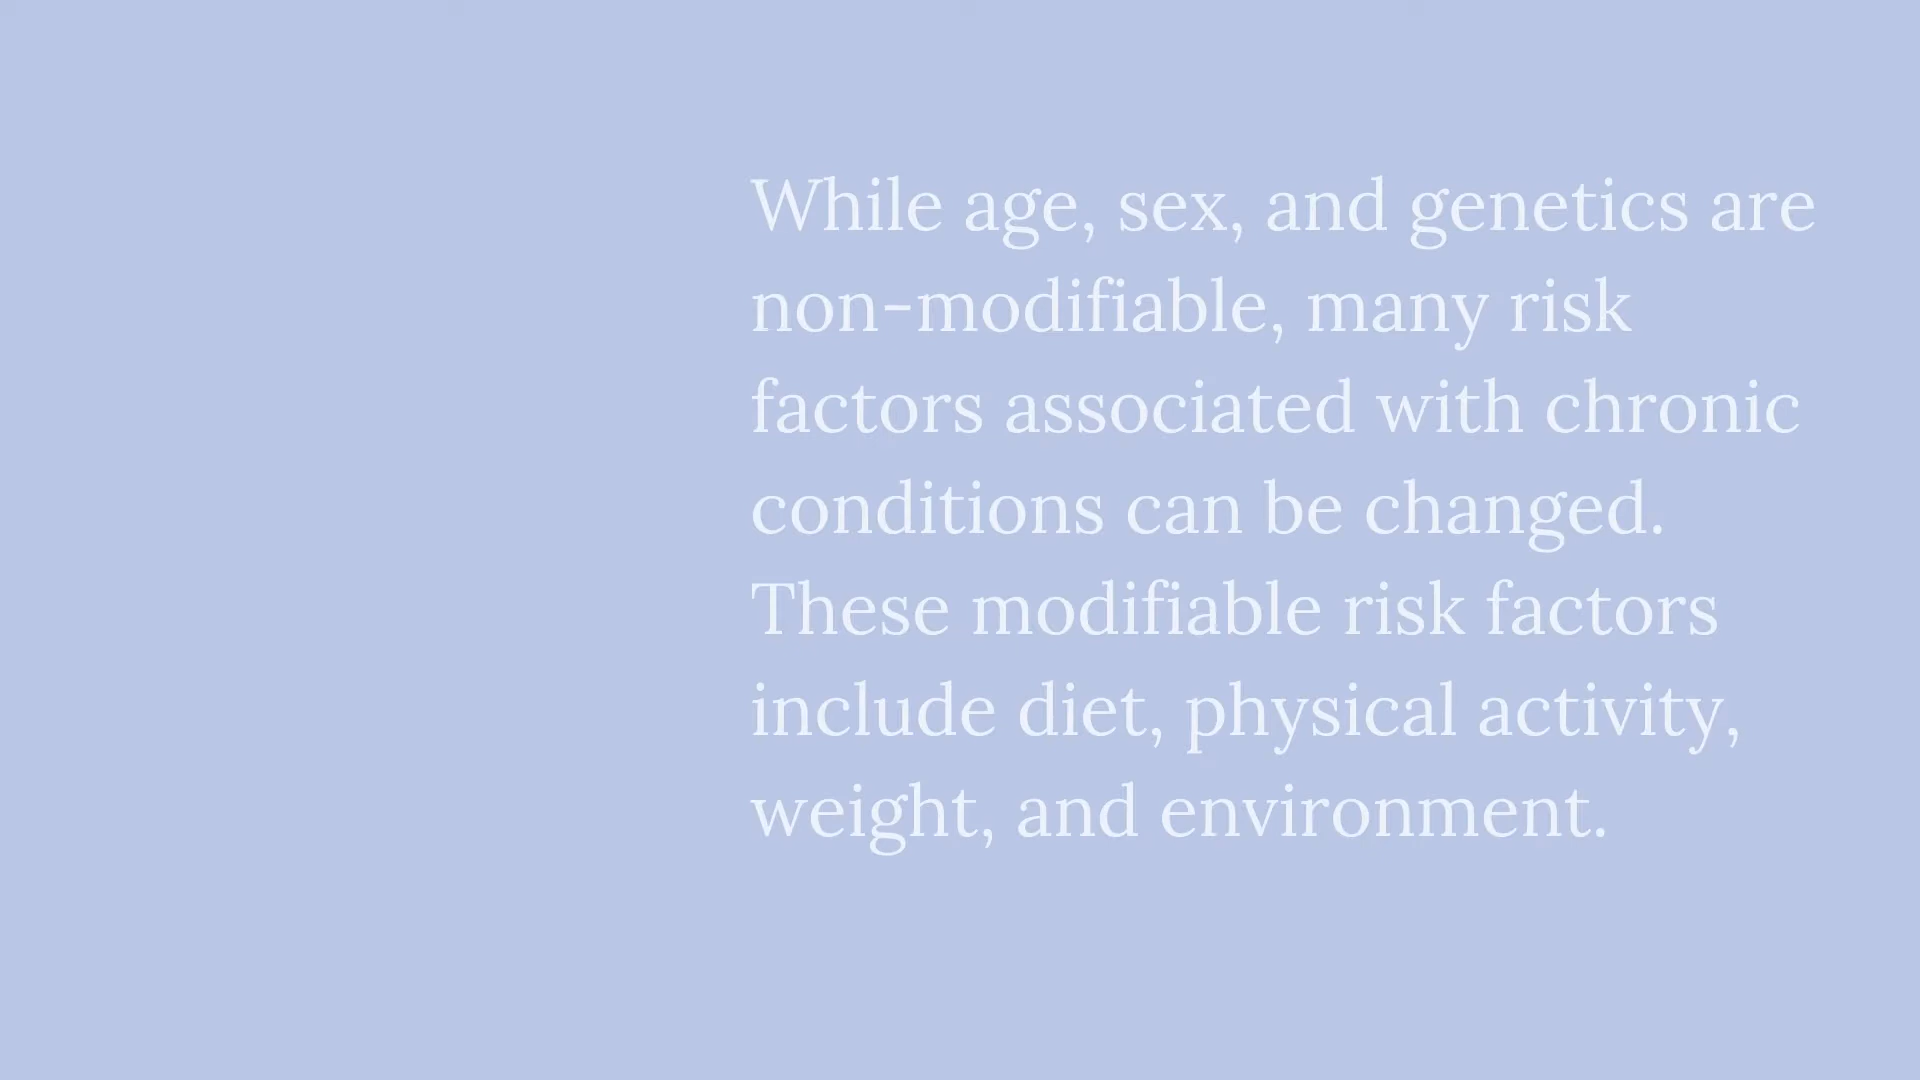 While age, sex, and genetics are
non-modifiable, many risk
factors associated with chronic
conditions can be changed.
These modifiable risk factors
include diet, physical activity,
weight, and environment.